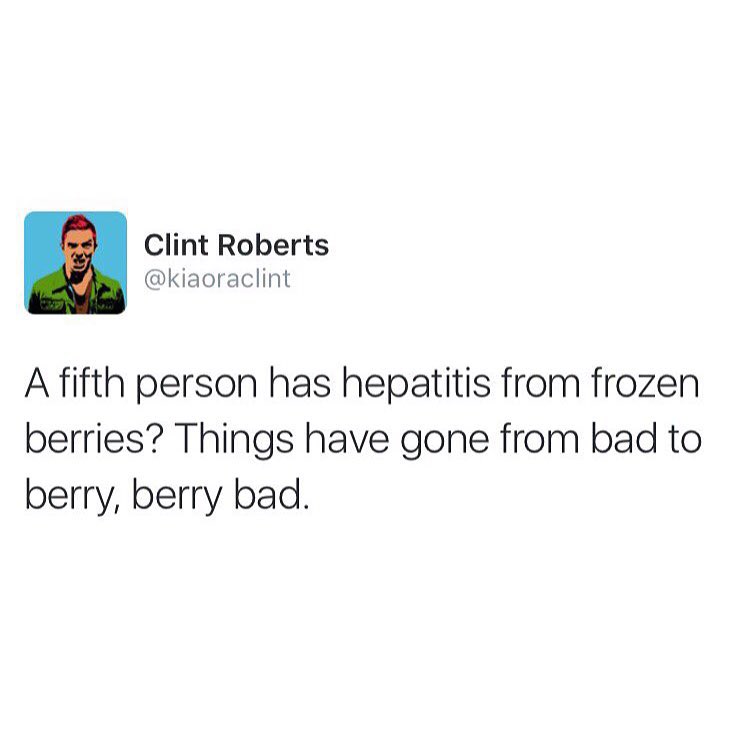 Clint Roberts
@kiaoraclint
A fifth person has hepatitis from frozen
berries? Things have gone from bad to
berry, berry bad.